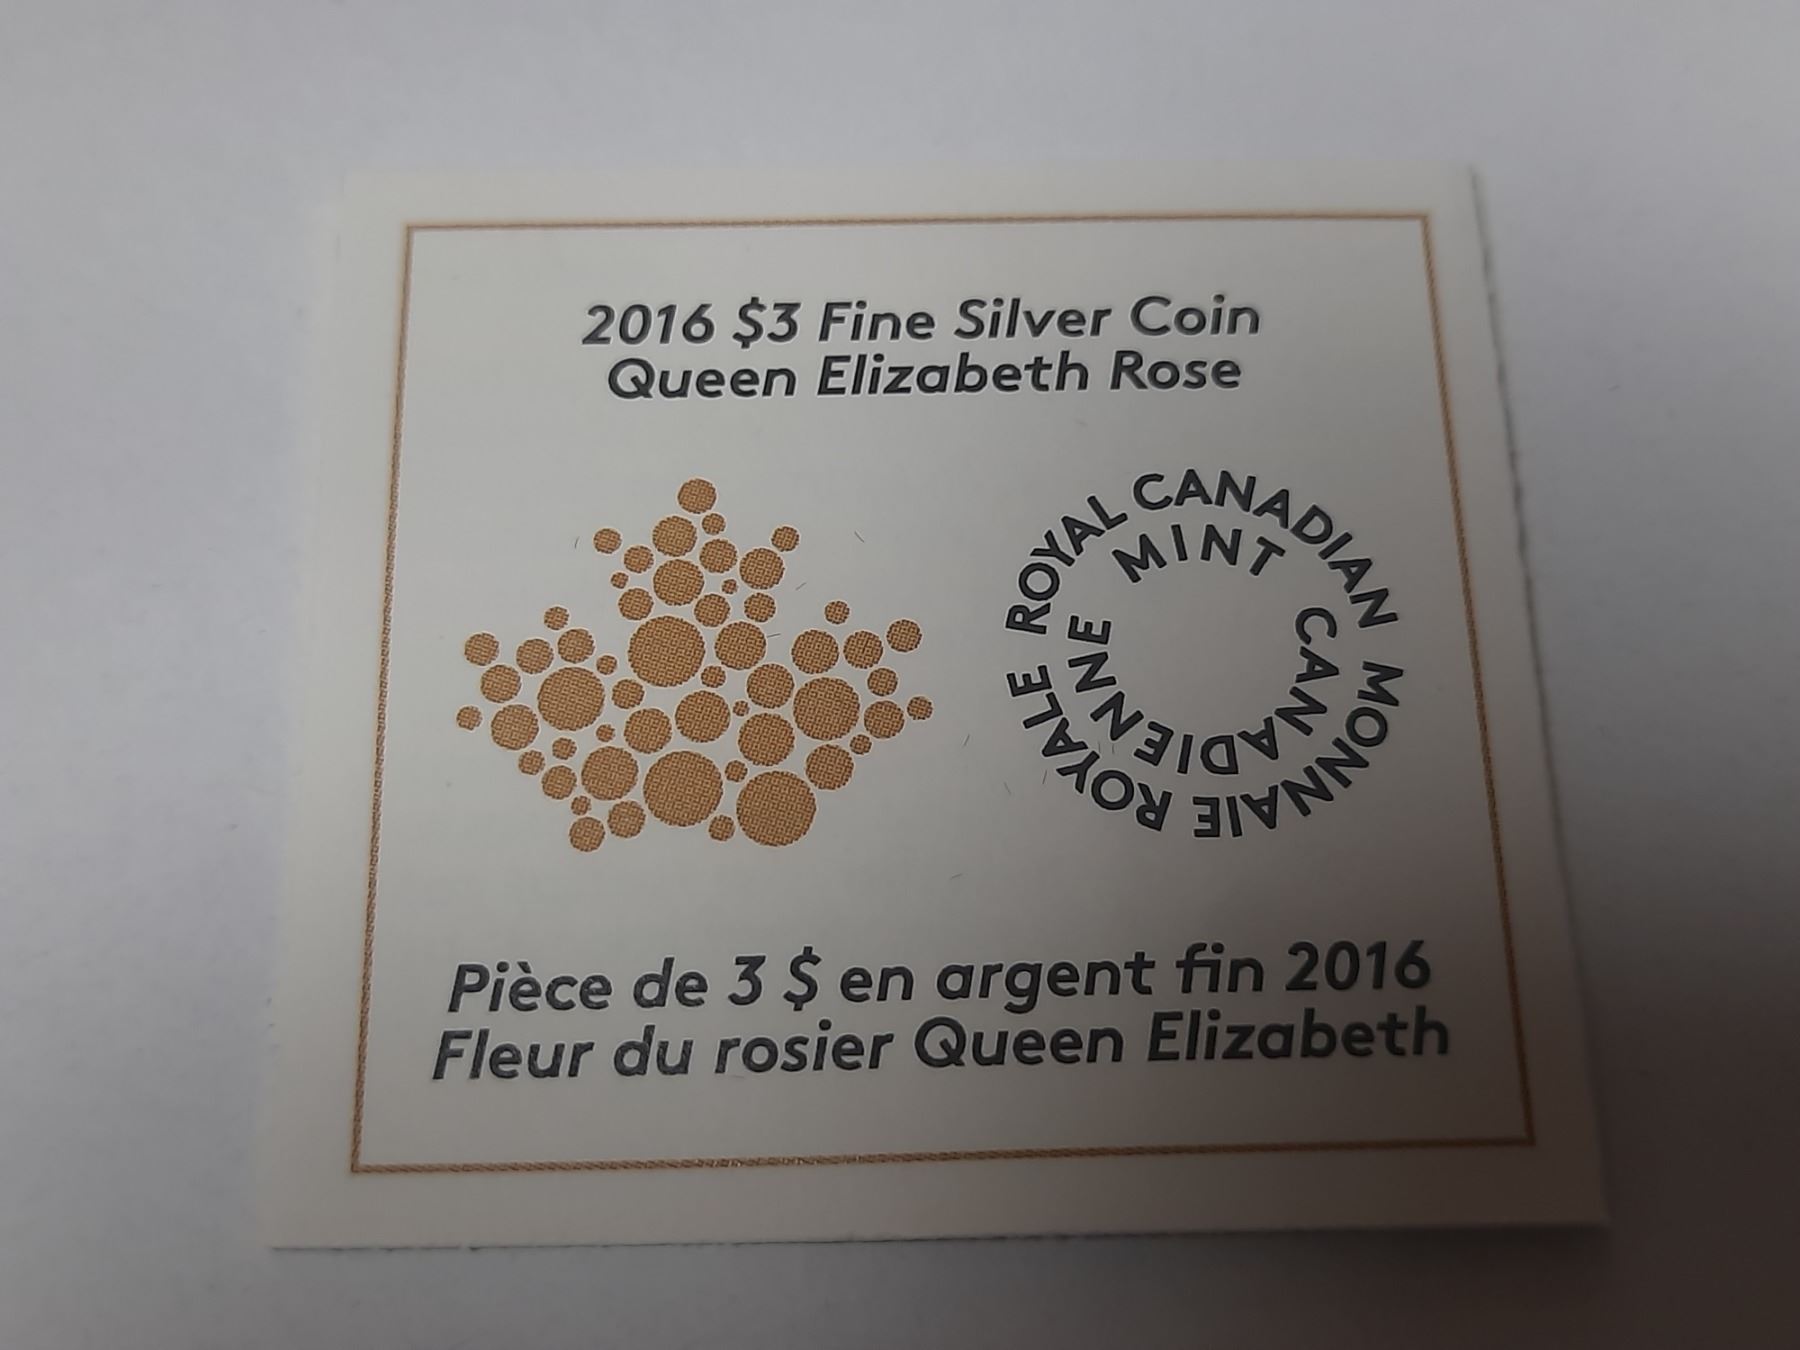 2016 $3 Fine Silver Coin
Queen Elizabeth Rose
ROYAL CANADIAN
MINT
MONNAIE ROYALE
CANADIENNE
Pièce de 3 $ en argent fin 2016
Fleur du rosier Queen Elizabeth